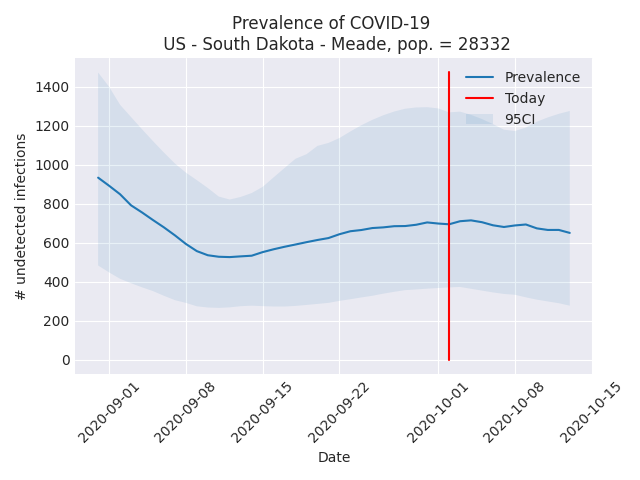 Prevalence of COVID-19
US - South Dakota - Meade, pop. = 28332
Prevalence
Today
95CI
# undetected infections
1400
1200
1000
800
600
400
200
0
2020-09-01
2020-09-08
2020-09-15
2020-09-22
2020-10-01
2020-10-08
2020-10-15
Date